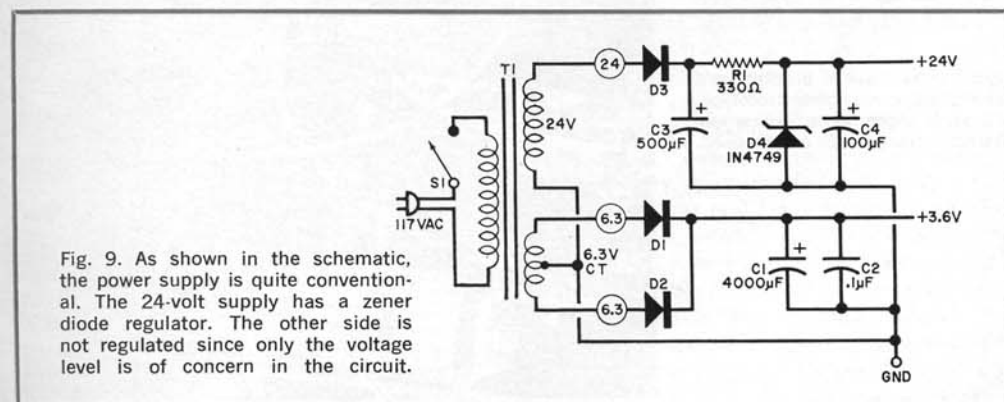 T1
24
D3
R1
330Ω
+24V
24V
C3
500µF
+
D4
1N4749
+
C4
100µF
S1
117VAC
6.3
D1
+3.6V
6.3V
CT
D2
6.3
+
C1
4000µF
C2
.1µF
GND
Fig. 9. As shown in the schematic,
the power supply is quite convention-
al. The 24-volt supply has a zener
diode regulator. The other side is
not regulated since only the voltage
level is of concern in the circuit.